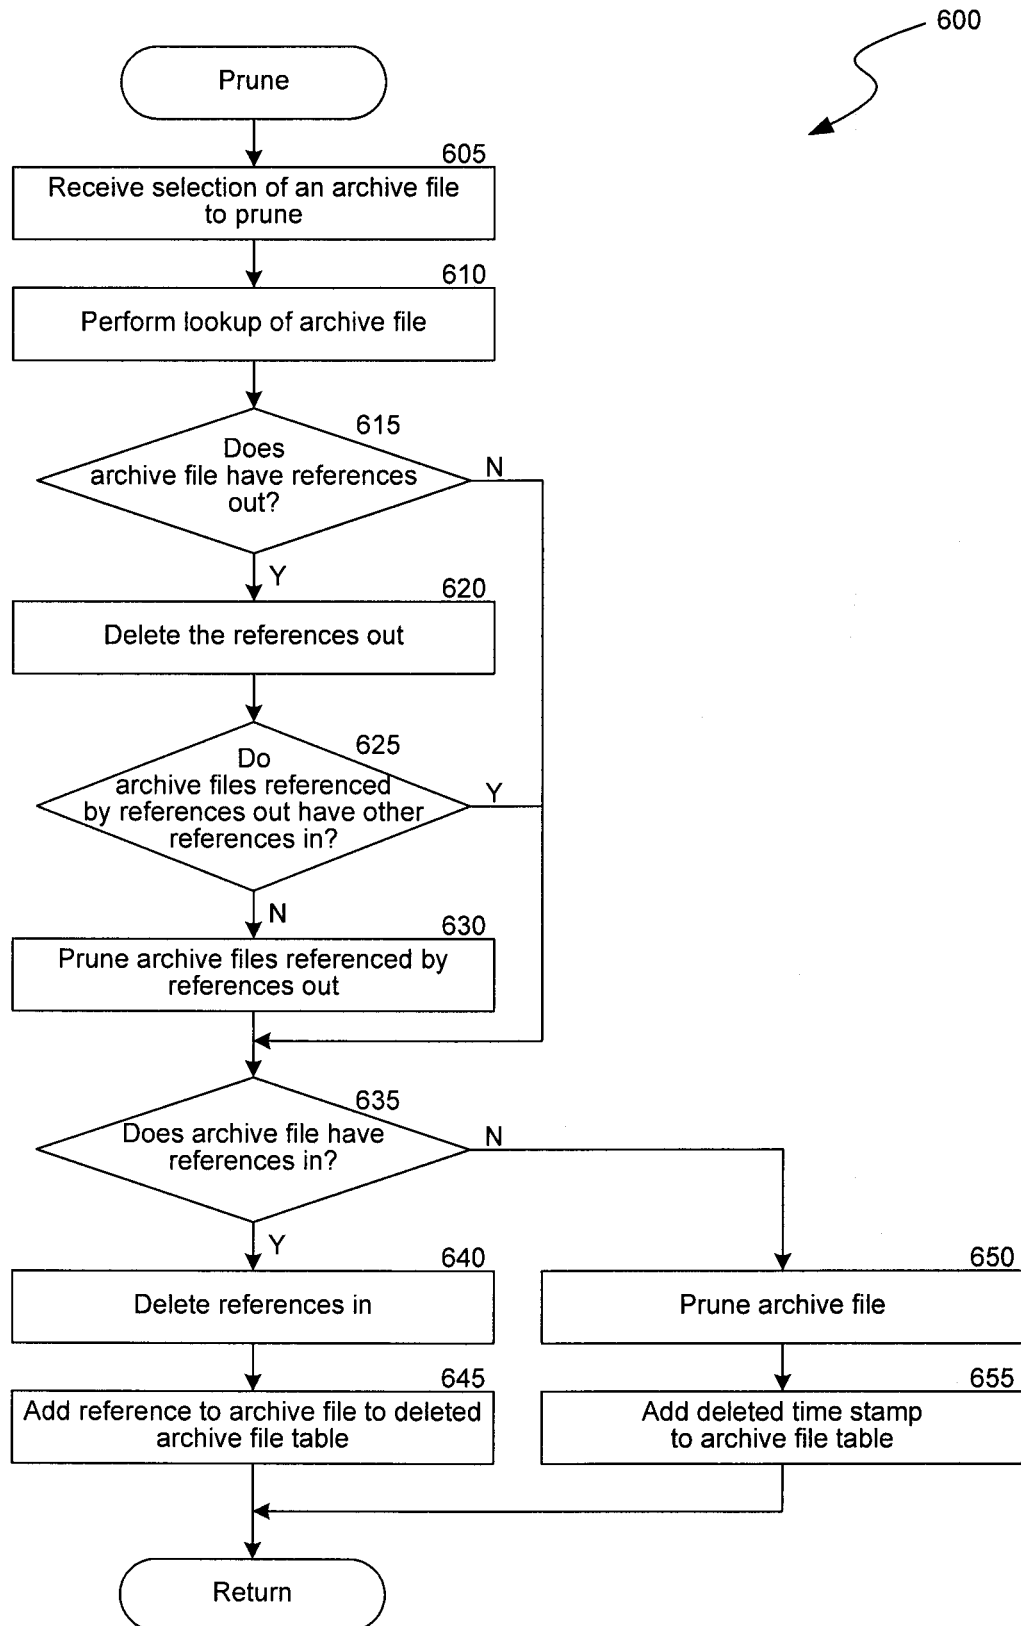 600
Prune
605
Receive selection of an archive file
to prune
610
Perform lookup of archive file
615
Does
archive file have references
out?
N
Y
620
Delete the references out
625
Do
archive files referenced
by references out have other
references in?
Y
N
630
Prune archive files referenced by
references out
635
Does archive file have
references in?
N
Y
640
Delete references in
650
Prune archive file
645
Add reference to archive file to deleted
archive file table
655
Add deleted time stamp
to archive file table
Return